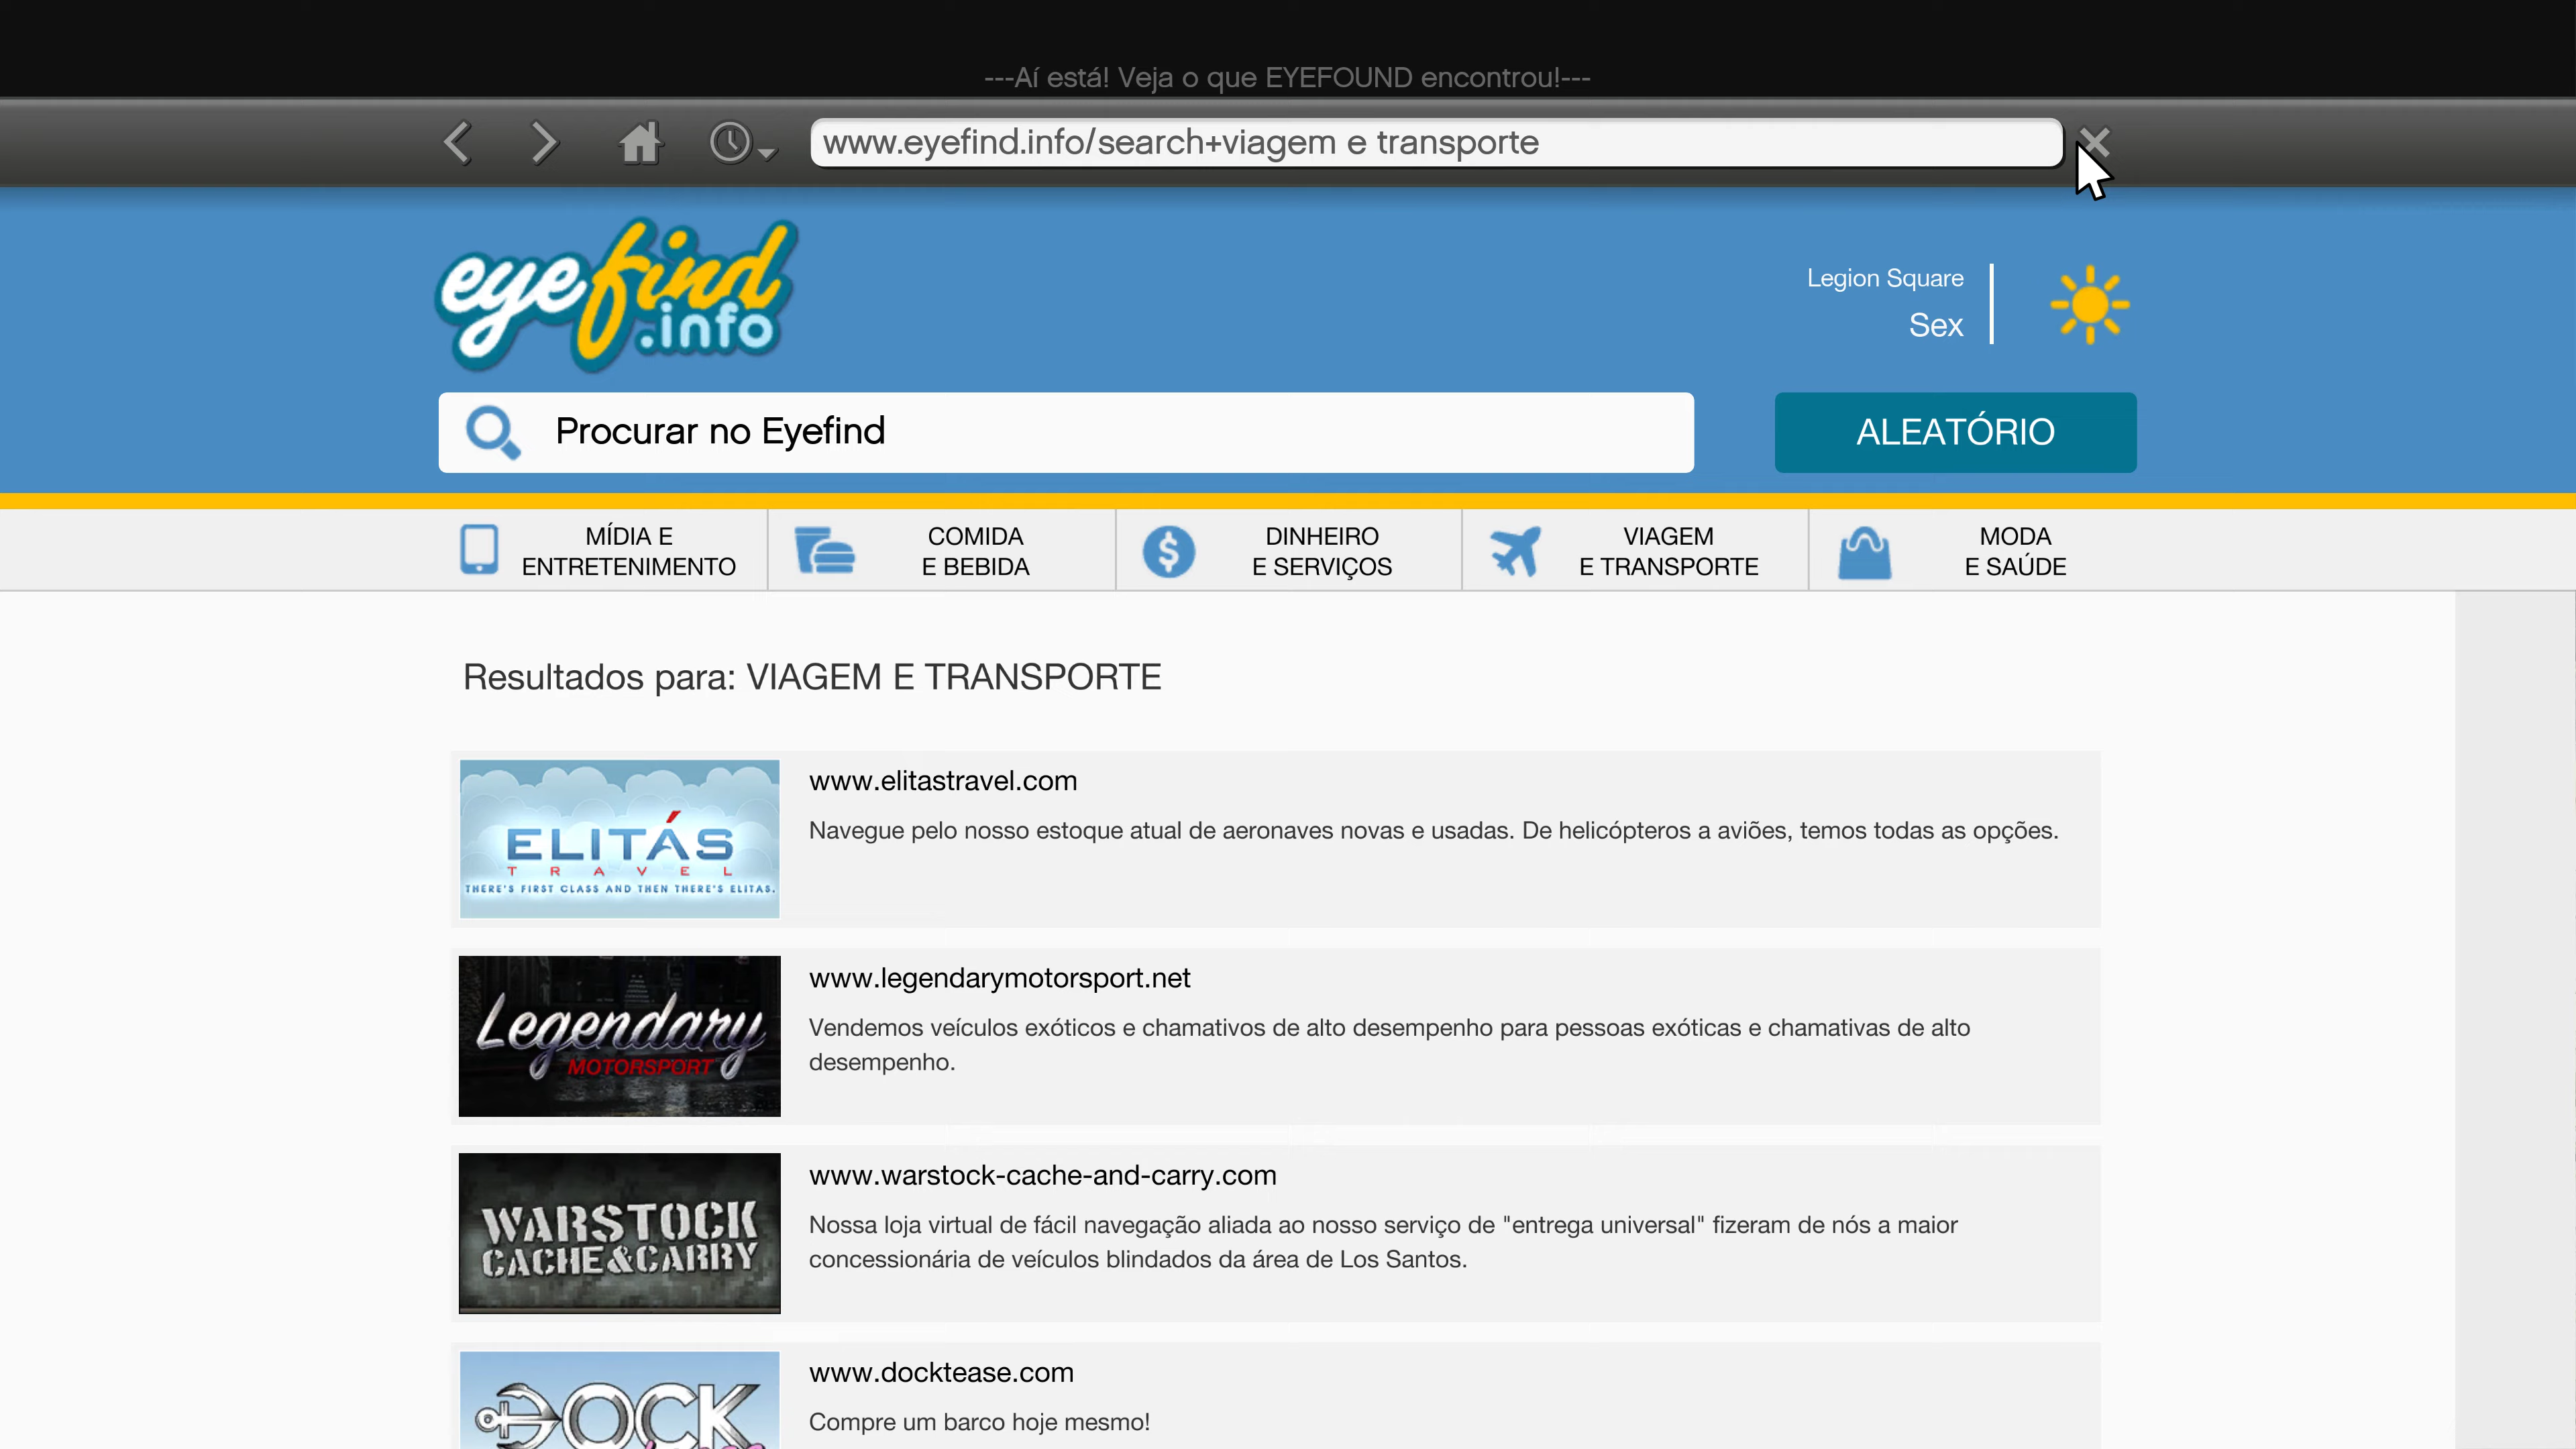 ---Aí está! Veja o que EYEFOUND encontrou!---
www.eyefind.info/search+viagem e transporte
eyefind
.info
Legion Square
Sex
Procurar no Eyefind
ALEATÓRIO
MÍDIA E
ENTRETENIMENTO
COMIDA
E BEBIDA
DINHEIRO
E SERVIÇOS
VIAGEM
E TRANSPORTE
MODA
E SAÚDE
Resultados para: VIAGEM E TRANSPORTE
ELITÁS
TRAVEL
THERE'S FIRST CLASS AND THEN THERE'S ELITAS.
www.elitastravel.com
Navegue pelo nosso estoque atual de aeronaves novas e usadas. De helicópteros a aviões, temos todas as opções.
Legendary
MOTORSPORT
www.legendarymotorsport.net
Vendemos veículos exóticos e chamativos de alto desempenho para pessoas exóticas e chamativas de alto
desempenho.
WARSTOCK
CACHE&CARRY
www.warstock-cache-and-carry.com
Nossa loja virtual de fácil navegação aliada ao nosso serviço de "entrega universal" fizeram de nós a maior
concessionária de veículos blindados da área de Los Santos.
DOCK
www.docktease.com
Compre um barco hoje mesmo!